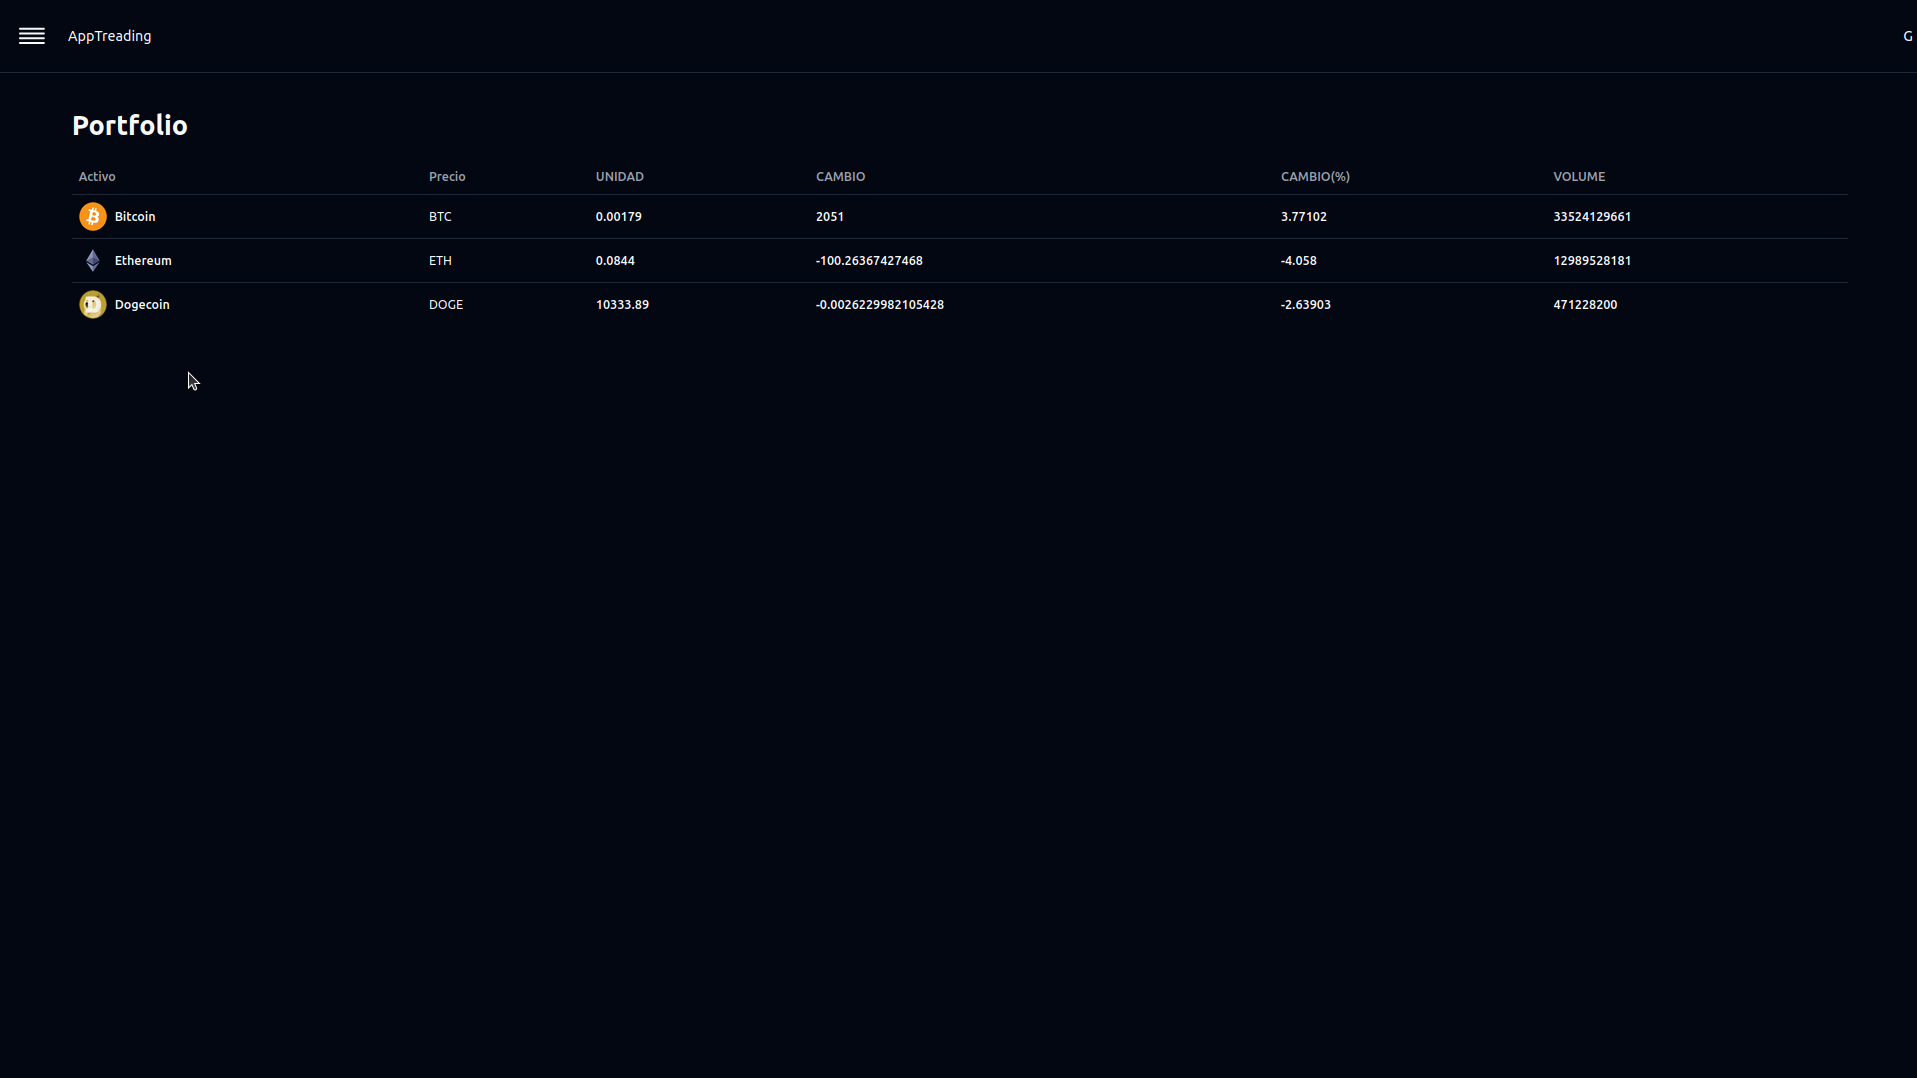 AppTreading
G
Portfolio
Activo Precio UNIDAD CAMBIO CAMBIO(%) VOLUME
Bitcoin BTC 0.00179 2051 3.77102 33524129661
Ethereum ETH 0.0844 -100.26367427468 -4.058 12989528181
Dogecoin DOGE 10333.89 -0.0026229982105428 -2.63903 471228200